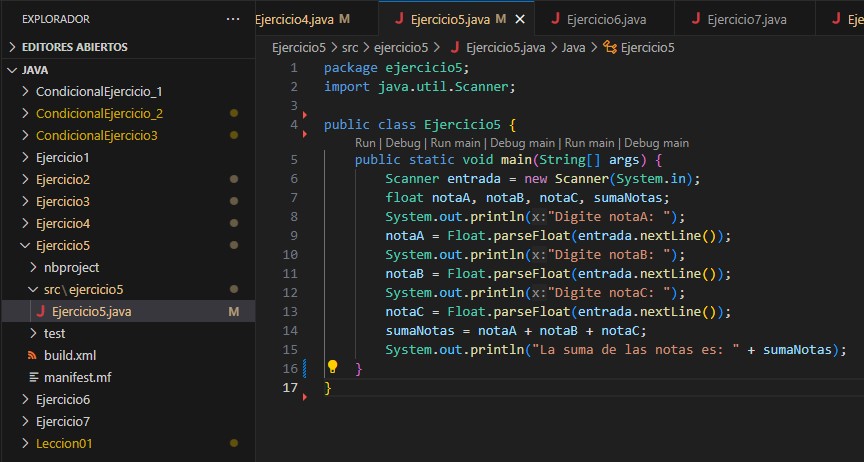 EXPLORADOR ...
EDITORES ABIERTOS
JAVA
CondicionalEjercicio_1
CondicionalEjercicio_2
CondicionalEjercicio3
Ejercicio1
Ejercicio2
Ejercicio3
Ejercicio4
Ejercicio5
nbproject
src\ejercicio5
J Ejercicio5.java M
test
build.xml
manifest.mf
Ejercicio6
Ejercicio7
Leccion01
Ejercicio4.java M J Ejercicio5.java M × J Ejercicio6.java J Ejercicio7.java J Eje
Ejercicio5 > src > ejercicio5 > J Ejercicio5.java > Java > Ejercicio5
1 package ejercicio5;
2 import java.util.Scanner;
3
4 public class Ejercicio5 {
Run | Debug | Run main | Debug main | Run main | Debug main
5 public static void main(String[] args) {
6 Scanner entrada = new Scanner(System.in);
7 float notaA, notaB, notaC, sumaNotas;
8 System.out.println(x:"Digite notaA: ");
9 notaA = Float.parseFloat(entrada.nextLine());
10 System.out.println(x:"Digite notaB: ");
11 notaB = Float.parseFloat(entrada.nextLine());
12 System.out.println(x:"Digite notaC: ");
13 notaC = Float.parseFloat(entrada.nextLine());
14 sumaNotas = notaA + notaB + notaC;
15 System.out.println("La suma de las notas es: " + sumaNotas);
16 }
17 }